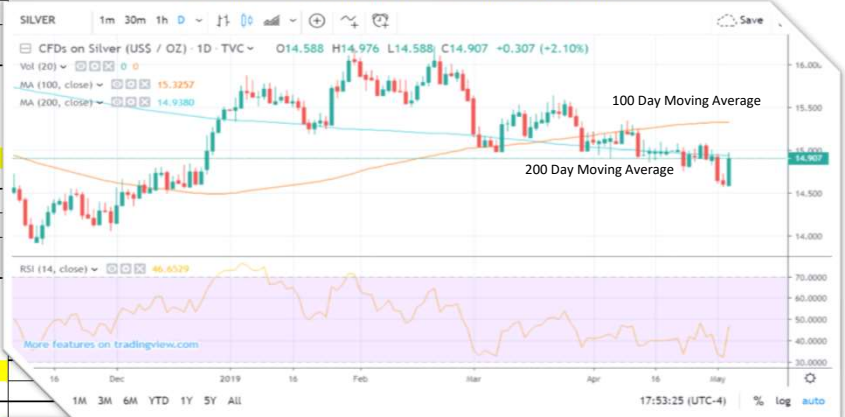 SILVER 1m 30m 1h D Save
CFDs on Silver (US$ / OZ) · 1D · TVC O14.588 H14.976 L14.588 C14.907 +0.307 (+2.10%)
Vol (20) 0 0
MA (100, close) 15.3257
MA (200, close) 14.9380
16.00
100 Day Moving Average
15.500
15.000
14.907
200 Day Moving Average
14.500
14.000
RSI (14, close) 46.6529
70.0000
60.0000
50.0000
40.0000
30.0000
More features on tradingview.com
16 Dec 2019 16 Feb Mar Apr 16 May
1M 3M 6M YTD 1Y 5Y All 17:53:25 (UTC-4) % log auto